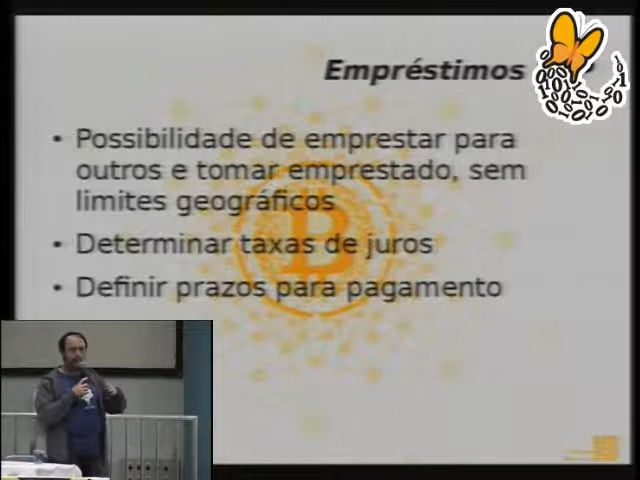 Empréstimos
• Possibilidade de emprestar para
outros e tomar emprestado, sem
limites geográficos
• Determinar taxas de juros
• Definir prazos para pagamento